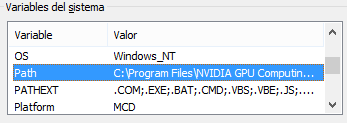 Variables del sistema
Variable Valor
OS Windows_NT
Path C:\Program Files\NVIDIA GPU Computin...
PATHEXT .COM;.EXE;.BAT;.CMD;.VBS;.VBE;.JS;....
Platform MCD